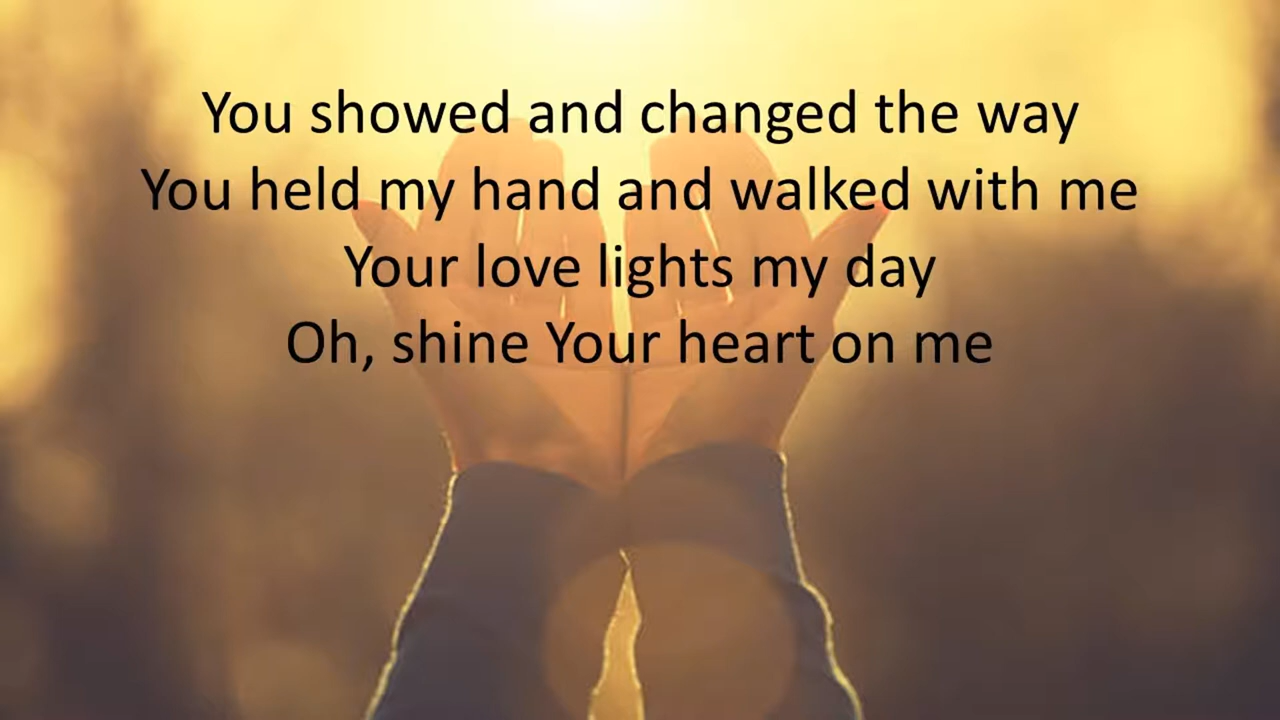 You showed and changed the way
You held my hand and walked with me
Your love lights my day
Oh, shine Your heart on me